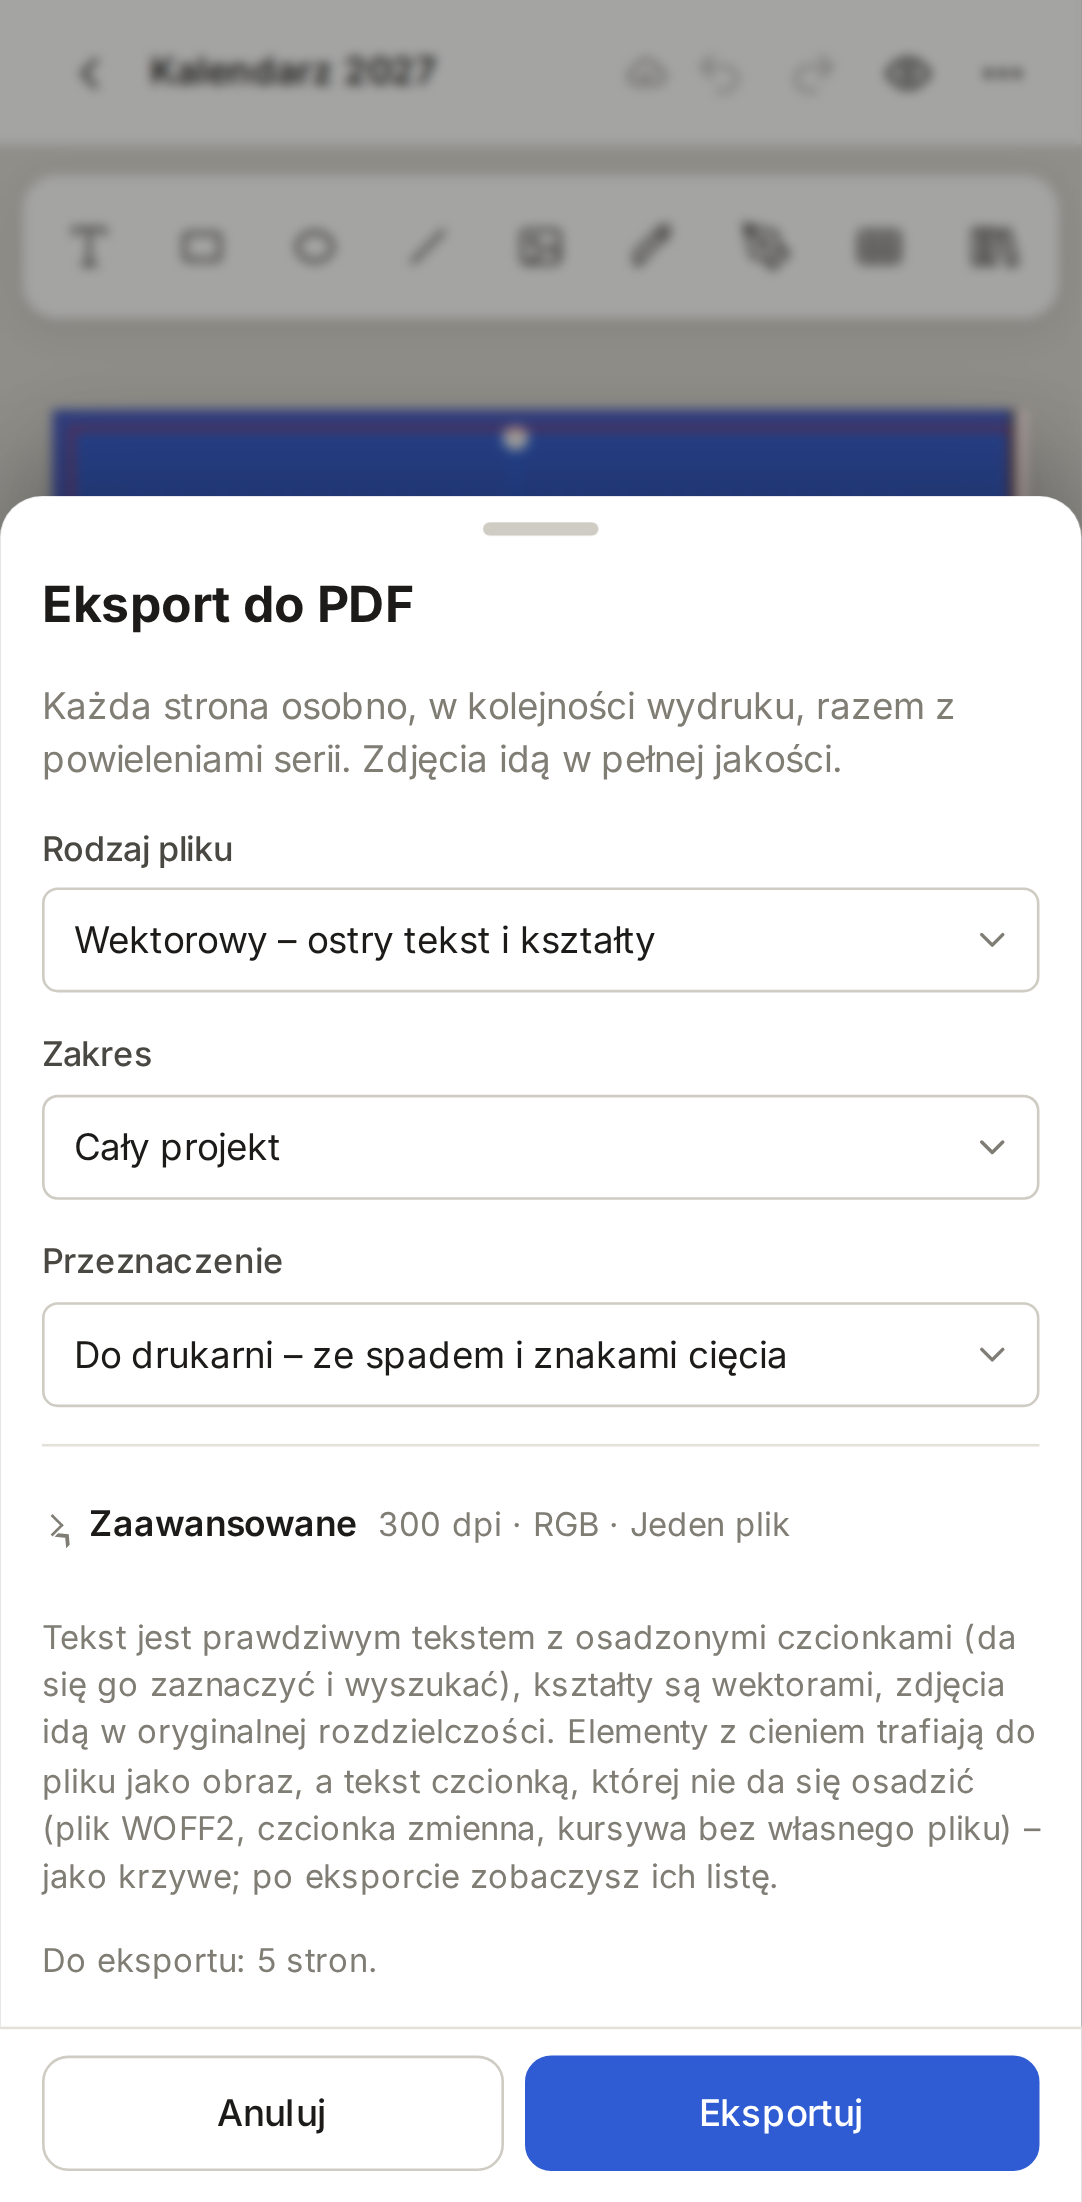 Kalendarz 2027
Eksport do PDF
Każda strona osobno, w kolejności wydruku, razem z
powieleniami serii. Zdjęcia idą w pełnej jakości.
Rodzaj pliku
Wektorowy – ostry tekst i kształty
Zakres
Cały projekt
Przeznaczenie
Do drukarni – ze spadem i znakami cięcia
Zaawansowane 300 dpi · RGB · Jeden plik
Tekst jest prawdziwym tekstem z osadzonymi czcionkami (da
się go zaznaczyć i wyszukać), kształty są wektorami, zdjęcia
idą w oryginalnej rozdzielczości. Elementy z cieniem trafiają do
pliku jako obraz, a tekst czcionką, której nie da się osadzić
(plik WOFF2, czcionka zmienna, kursywa bez własnego pliku) –
jako krzywe; po eksporcie zobaczysz ich listę.
Do eksportu: 5 stron.
Anuluj
Eksportuj